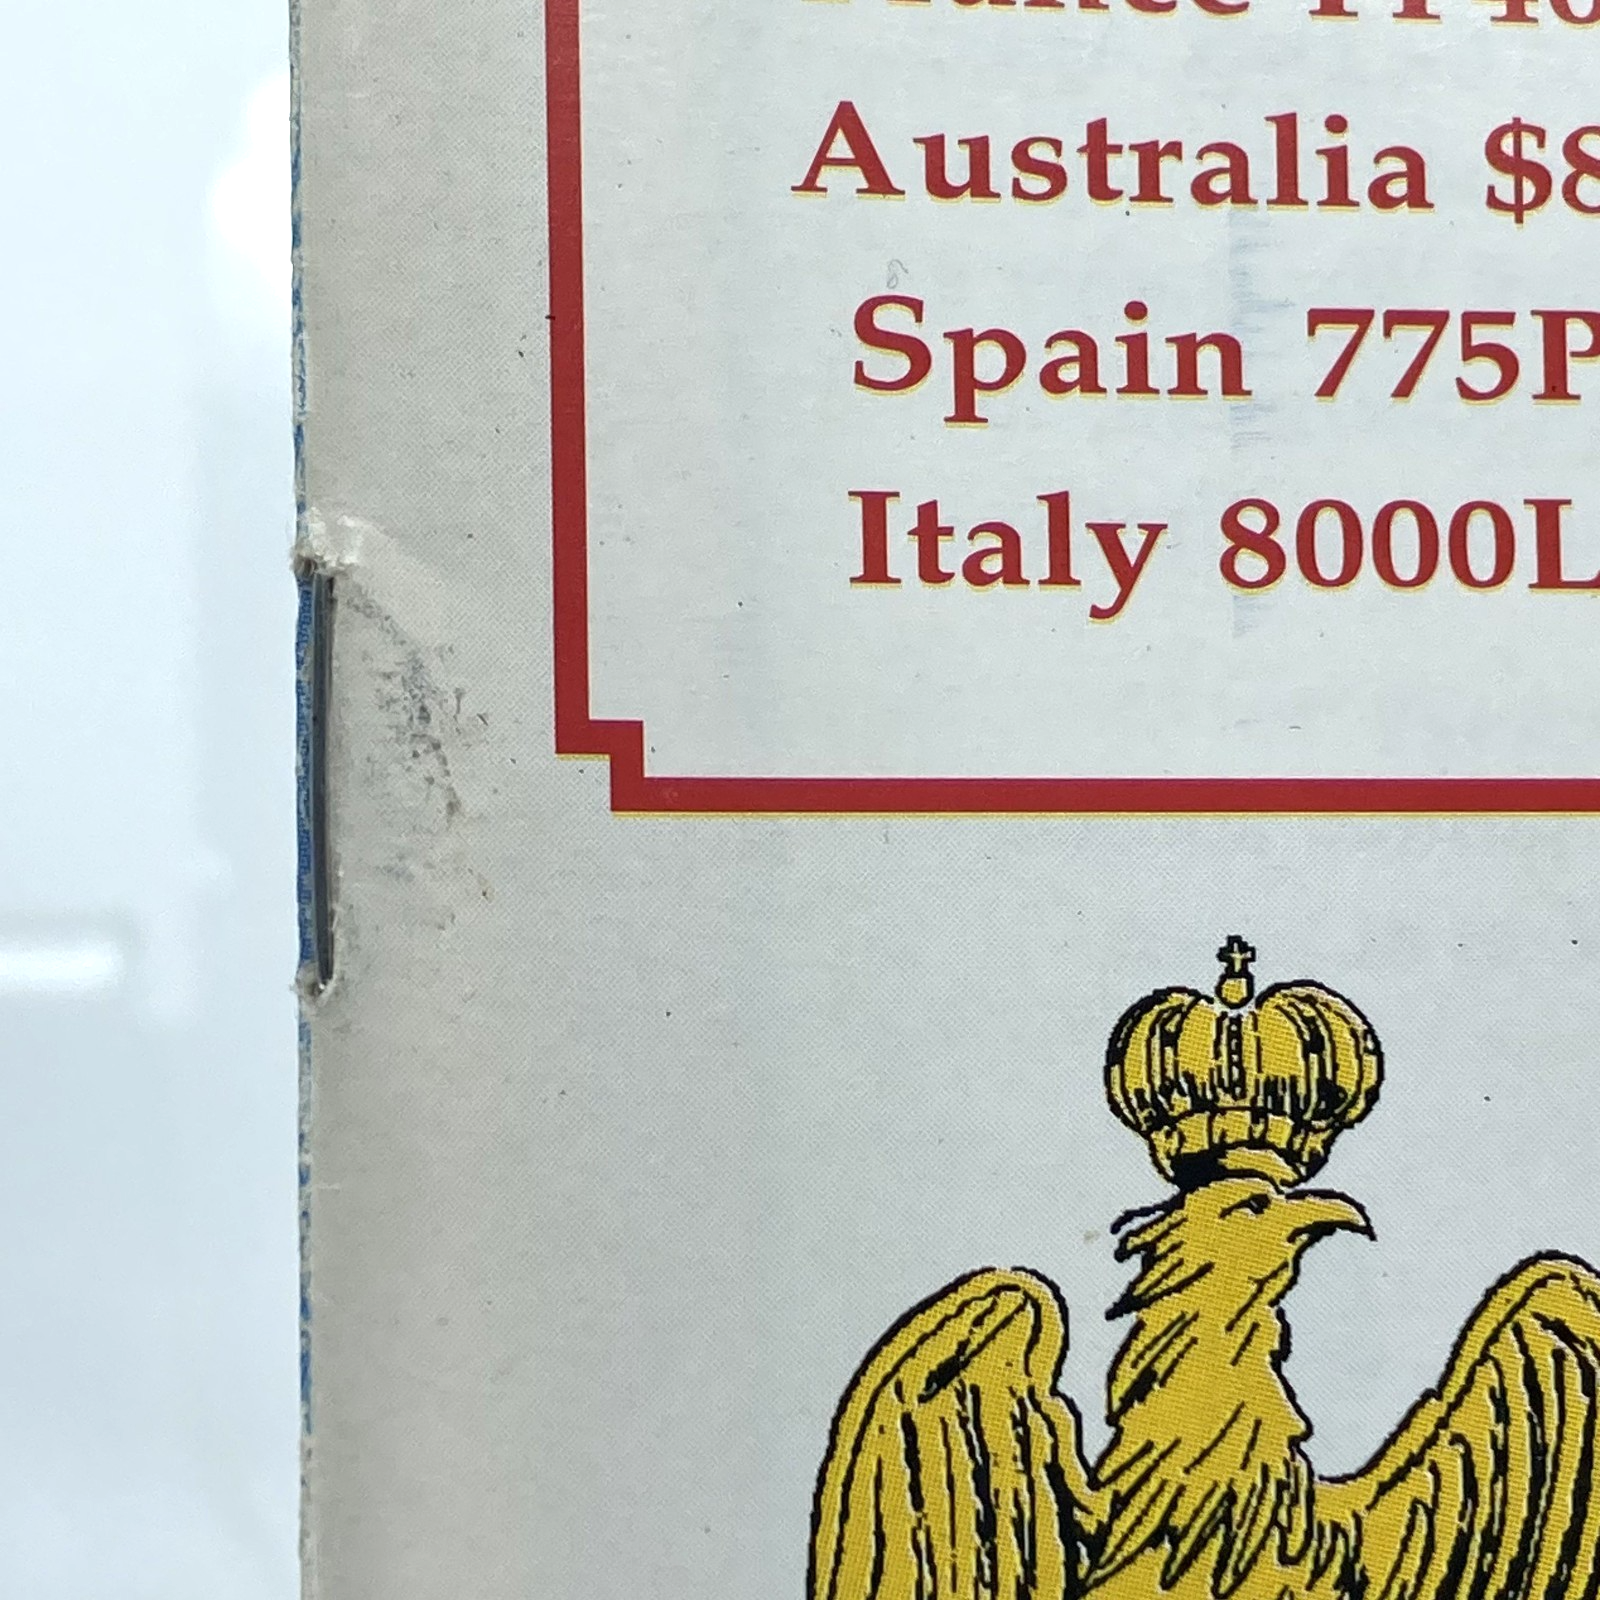 Australia $8
Spain 775P
Italy 8000L